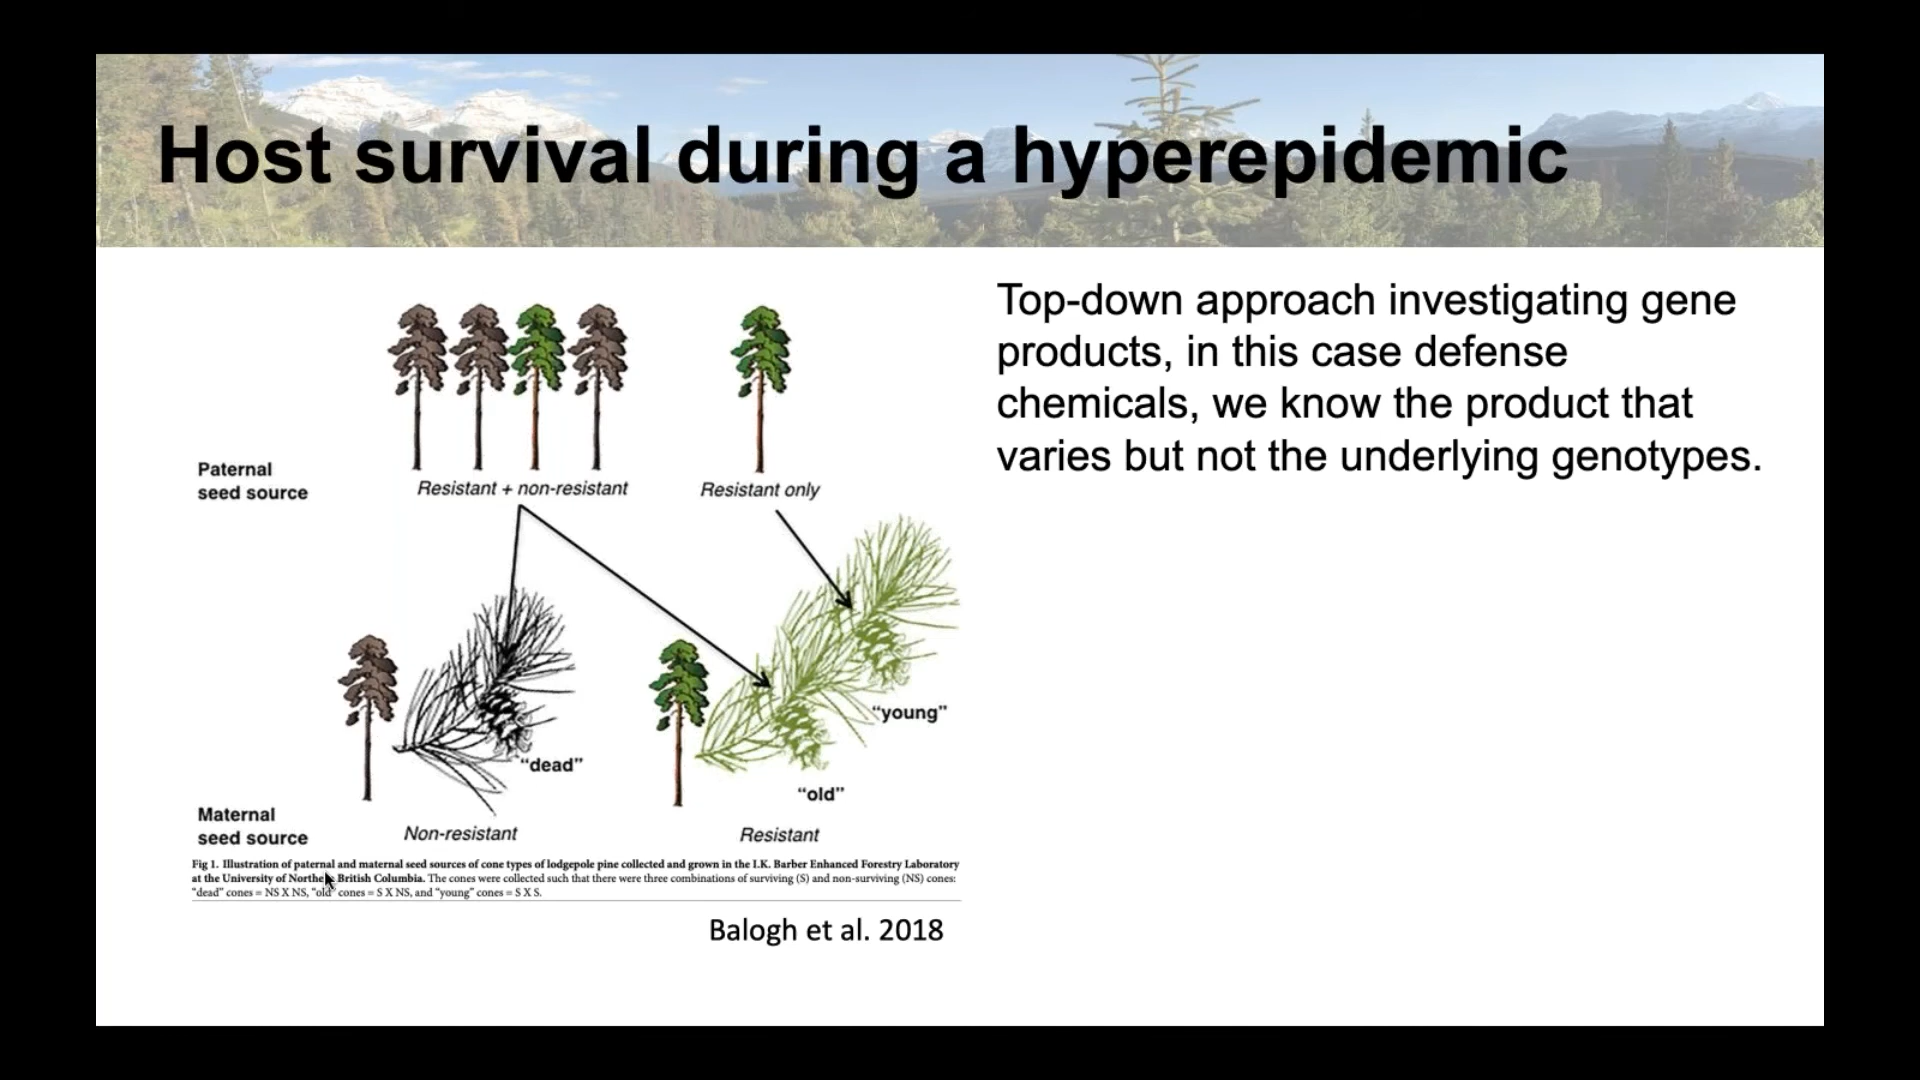 Host survival during a hyperepidemic
Top-down approach investigating gene
products, in this case defense
chemicals, we know the product that
varies but not the underlying genotypes.
Paternal
seed source
Resistant + non-resistant
Resistant only
"young"
"dead"
"old"
Maternal
seed source
Non-resistant
Resistant
Fig 1. Illustration of paternal and maternal seed sources of cone types of lodgepole pine collected and grown in the I.K. Barber Enhanced Forestry Laboratory
at the University of Northern British Columbia. The cones were collected such that there were three combinations of surviving (S) and non-surviving (NS) cones:
"dead" cones = NS X NS, "old" cones = S X NS, and "young" cones = S X S.
Balogh et al. 2018